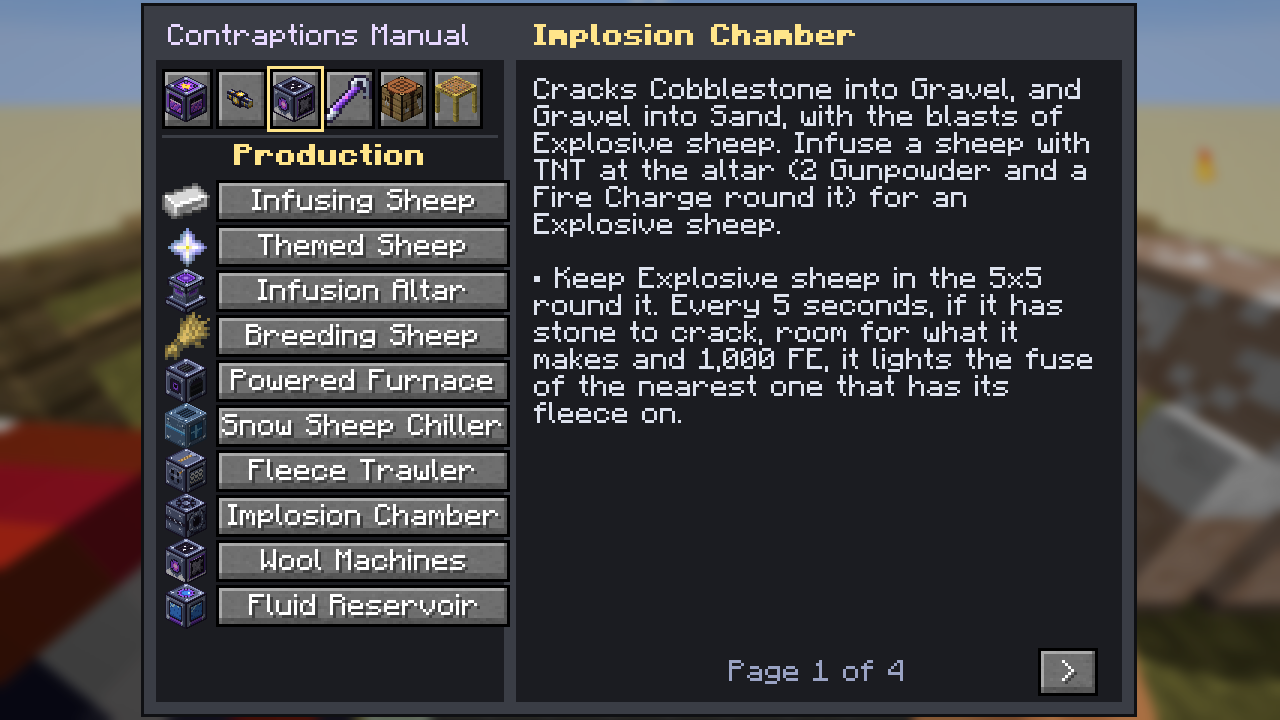 Contraptions Manual
Production
Infusing Sheep
Themed Sheep
Infusion Altar
Breeding Sheep
Powered Furnace
Snow Sheep Chiller
Fleece Trawler
Implosion Chamber
Wool Machines
Fluid Reservoir
Implosion Chamber
Cracks Cobblestone into Gravel, and
Gravel into Sand, with the blasts of
Explosive sheep. Infuse a sheep with
TNT at the altar (2 Gunpowder and a
Fire Charge round it) for an
Explosive sheep.
• Keep Explosive sheep in the 5x5
round it. Every 5 seconds, if it has
stone to crack, room for what it
makes and 1,000 FE, it lights the fuse
of the nearest one that has its
fleece on.
Page 1 of 4
>